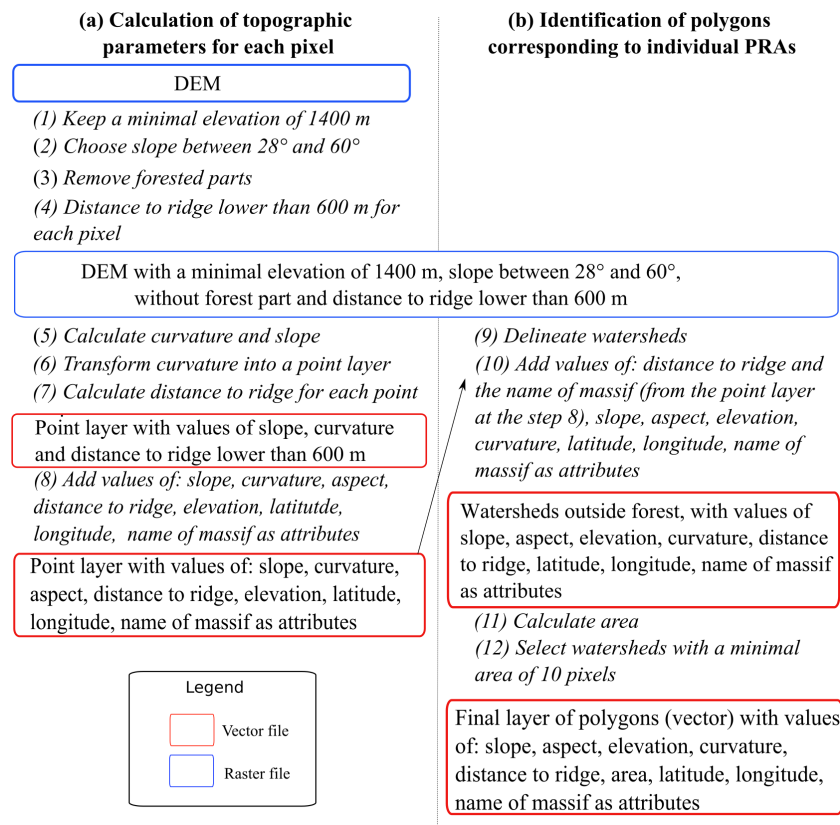 (a) Calculation of topographic
parameters for each pixel
DEM
(1) Keep a minimal elevation of 1400 m
(2) Choose slope between 28° and 60°
(3) Remove forested parts
(4) Distance to ridge lower than 600 m for
each pixel
DEM with a minimal elevation of 1400 m, slope between 28° and 60°,
without forest part and distance to ridge lower than 600 m
(5) Calculate curvature and slope
(6) Transform curvature into a point layer
(7) Calculate distance to ridge for each point
Point layer with values of slope, curvature
and distance to ridge lower than 600 m
(8) Add values of: slope, curvature, aspect,
distance to ridge, elevation, latitutde,
longitude, name of massif as attributes
Point layer with values of: slope, curvature,
aspect, distance to ridge, elevation, latitude,
longitude, name of massif as attributes
Legend
Vector file
Raster file
(b) Identification of polygons
corresponding to individual PRAs
(9) Delineate watersheds
(10) Add values of: distance to ridge and
the name of massif (from the point layer
at the step 8), slope, aspect, elevation,
curvature, latitude, longitude, name of
massif as attributes
Watersheds outside forest, with values of
slope, aspect, elevation, curvature, distance
to ridge, latitude, longitude, name of massif
as attributes
(11) Calculate area
(12) Select watersheds with a minimal
area of 10 pixels
Final layer of polygons (vector) with values
of: slope, aspect, elevation, curvature,
distance to ridge, area, latitude, longitude,
name of massif as attributes